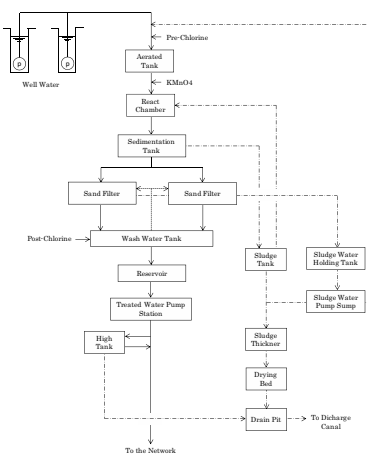 p
p
Well Water
Pre-Chlorine
Aerated
Tank
KMnO4
React
Chamber
Sedimentation
Tank
Sand Filter
Sand Filter
Post-Chlorine
Wash Water Tank
Sludge
Tank
Sludge Water
Holding Tank
Reservoir
Sludge Water
Pump Sump
Treated Water Pump
Station
High
Tank
Sludge
Thickner
Drying
Bed
Drain Pit
To Dicharge
Canal
To the Network